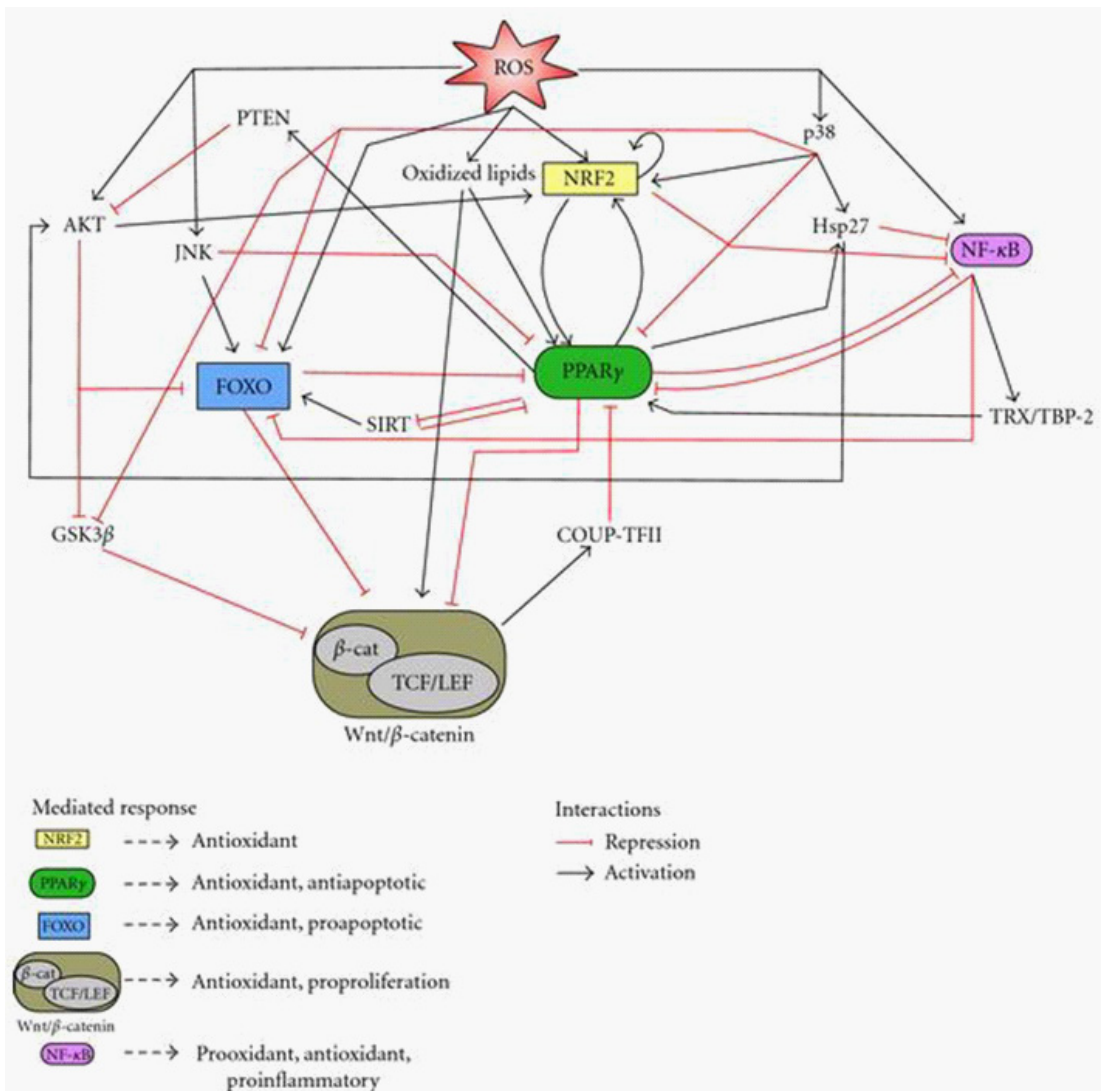 ROS
PTEN
p38
Oxidized lipids
NRF2
AKT
Hsp27
JNK
NF-κB
FOXO
PPARγ
SIRT
TRX/TBP-2
GSK3β
COUP-TFII
β-cat
TCF/LEF
Wnt/β-catenin
Mediated response
NRF2
Antioxidant
PPARγ
Antioxidant, antiapoptotic
FOXO
Antioxidant, proapoptotic
β-cat
TCF/LEF
Antioxidant, proproliferation
Wnt/β-catenin
NF-κB
Prooxidant, antioxidant,
proinflammatory
Interactions
Repression
Activation